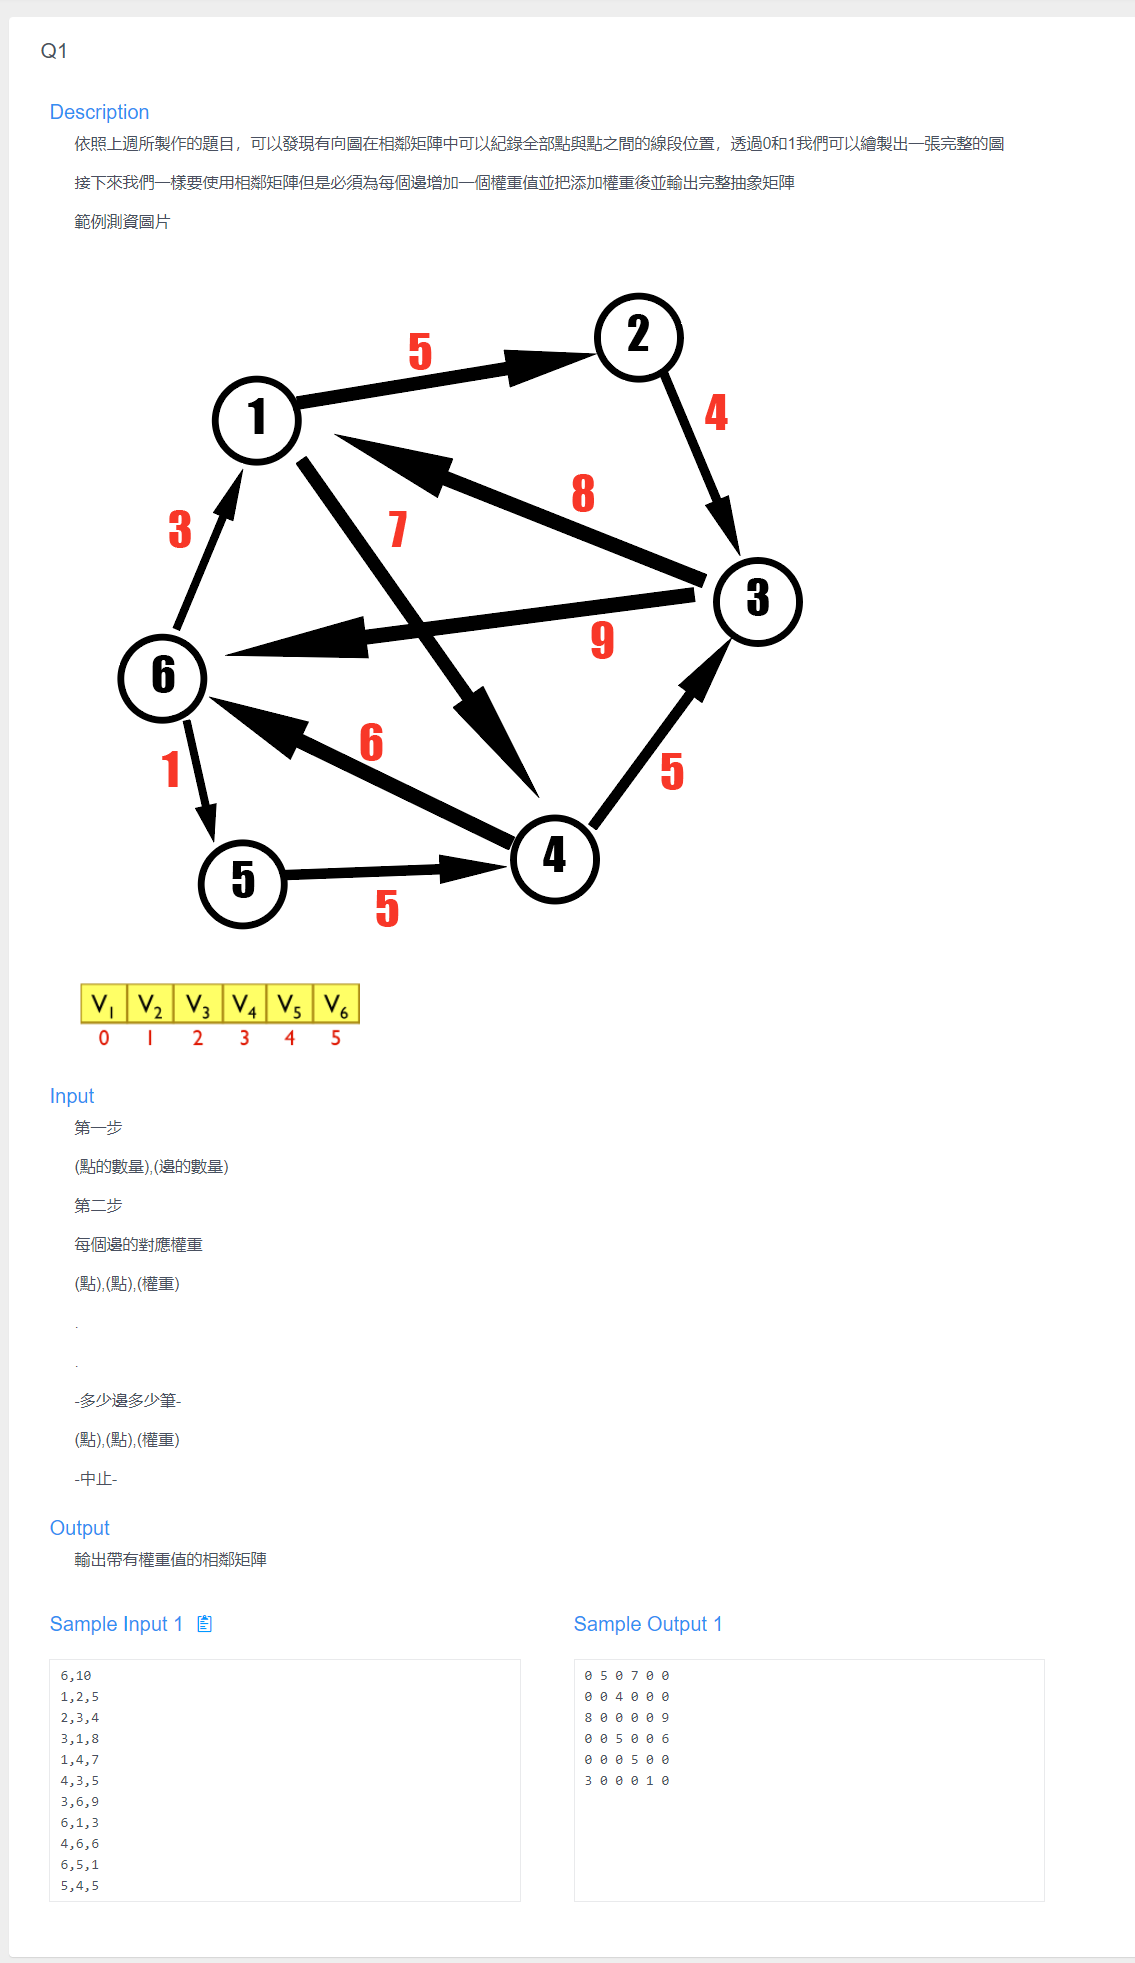 Q1
Description
依照上週所製作的題目，可以發現有向圖在相鄰矩陣中可以紀錄全部點與點之間的線段位置，透過0和1我們可以繪製出一張完整的圖
接下來我們一樣要使用相鄰矩陣但是必須為每個邊增加一個權重值並把添加權重後並輸出完整抽象矩陣
範例測資圖片
2
5
1
4
8
3
7
3
9
6
6
1
5
4
5
5
V1 V2 V3 V4 V5 V6
0 1 2 3 4 5
Input
第一步
(點的數量),(邊的數量)
第二步
每個邊的對應權重
(點),(點),(權重)
.
.
-多少邊多少筆-
(點),(點),(權重)
-中止-
Output
輸出帶有權重值的相鄰矩陣
Sample Input 1
6,10
1,2,5
2,3,4
3,1,8
1,4,7
4,3,5
3,6,9
6,1,3
4,6,6
6,5,1
5,4,5
Sample Output 1
0 5 0 7 0 0
0 0 4 0 0 0
8 0 0 0 0 9
0 0 5 0 0 6
0 0 0 5 0 0
3 0 0 0 1 0